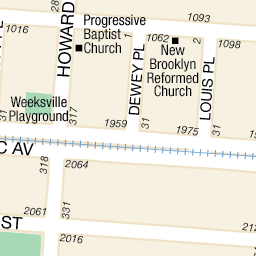 1093
Progressive
Baptist
Church
1016
HOWARD
DEWEY PL
1062
2
1098
New
Brooklyn
Reformed
Church
LOUIS PL
Weeksville
Playground
317
1959
31
1975
31
C AV
318
2064
2061
331
ST
2016